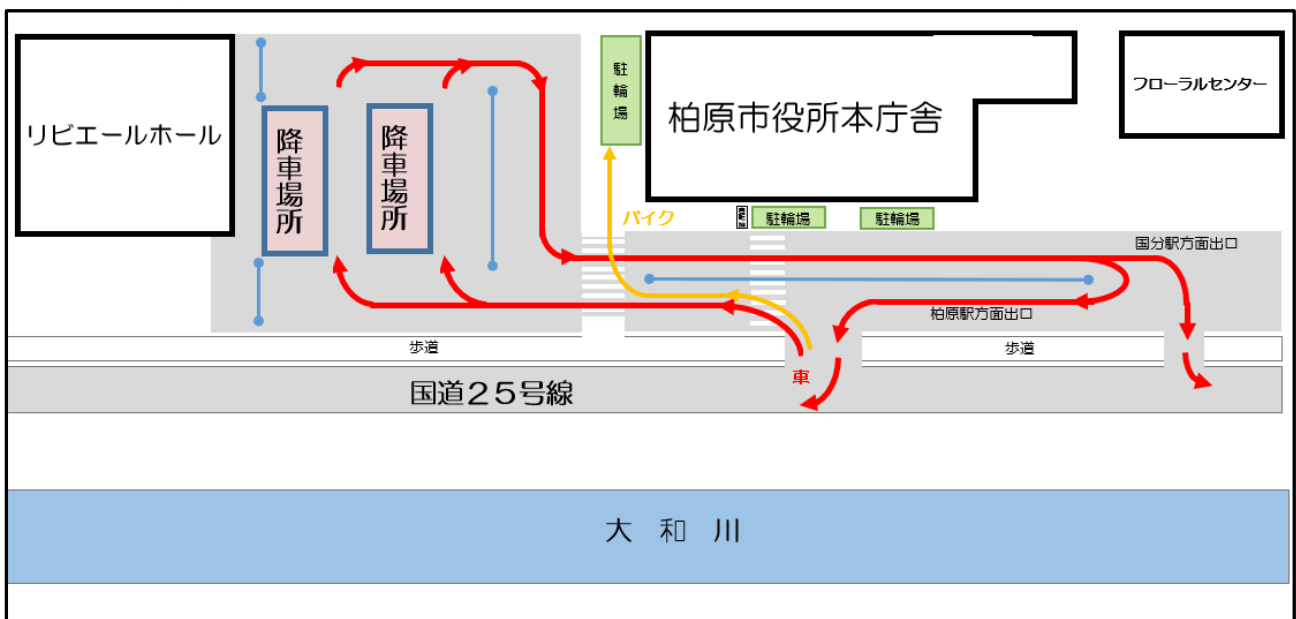 リビエールホール
降車場所
降車場所
駐輪場
柏原市役所本庁舎
フローラルセンター
バイク
駐輪場
駐輪場
国分駅方面出口
柏原駅方面出口
歩道
歩道
車
国道25号線
大和川